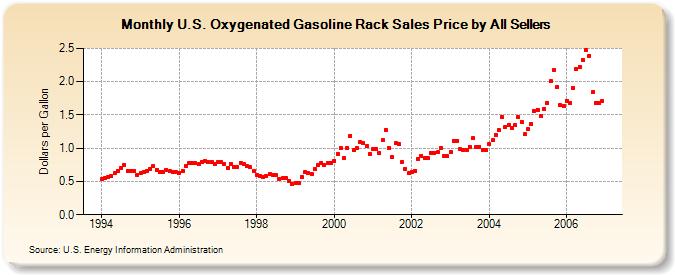 Monthly U.S. Oxygenated Gasoline Rack Sales Price by All Sellers
Dollars per Gallon
2.5
2.0
1.5
1.0
0.5
0.0
1994 1996 1998 2000 2002 2004 2006
Source: U.S. Energy Information Administration